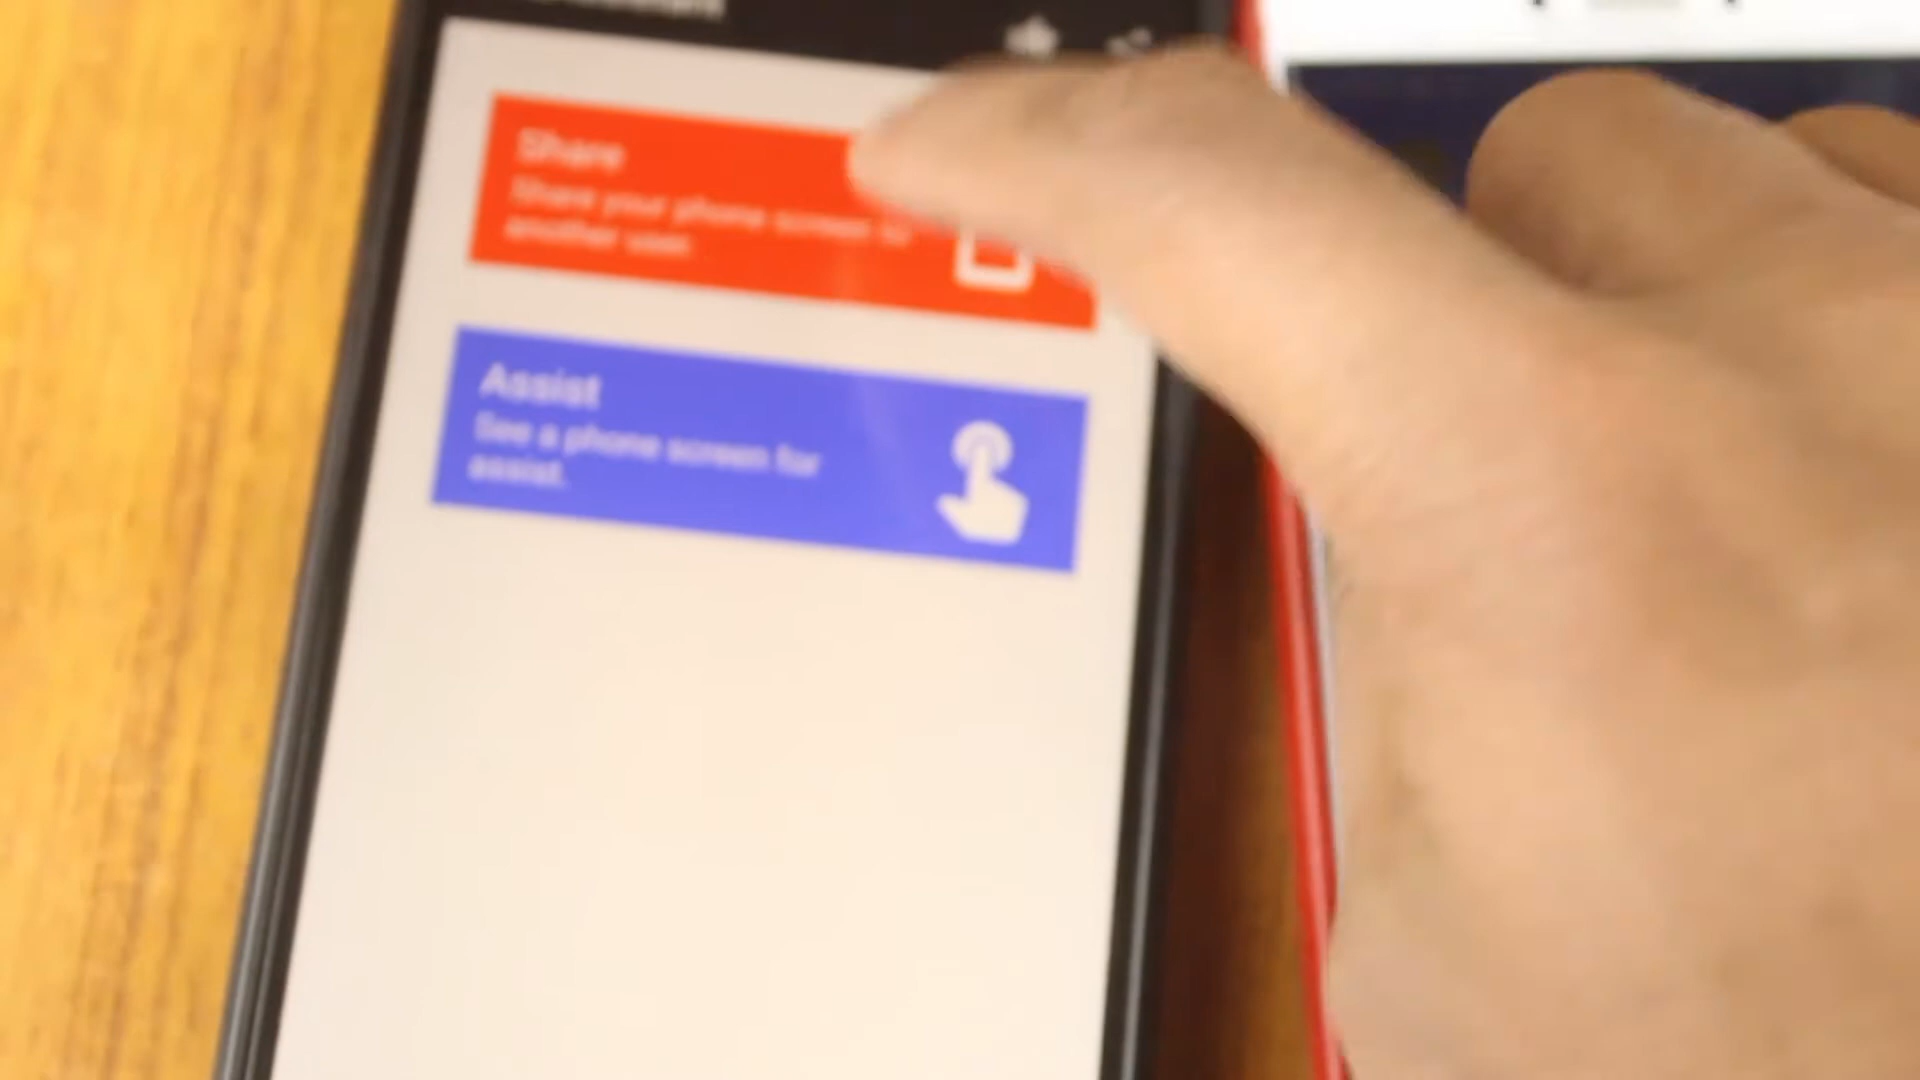 Share
Share your phone screen to
another user.
Assist
See a phone screen for
assist.